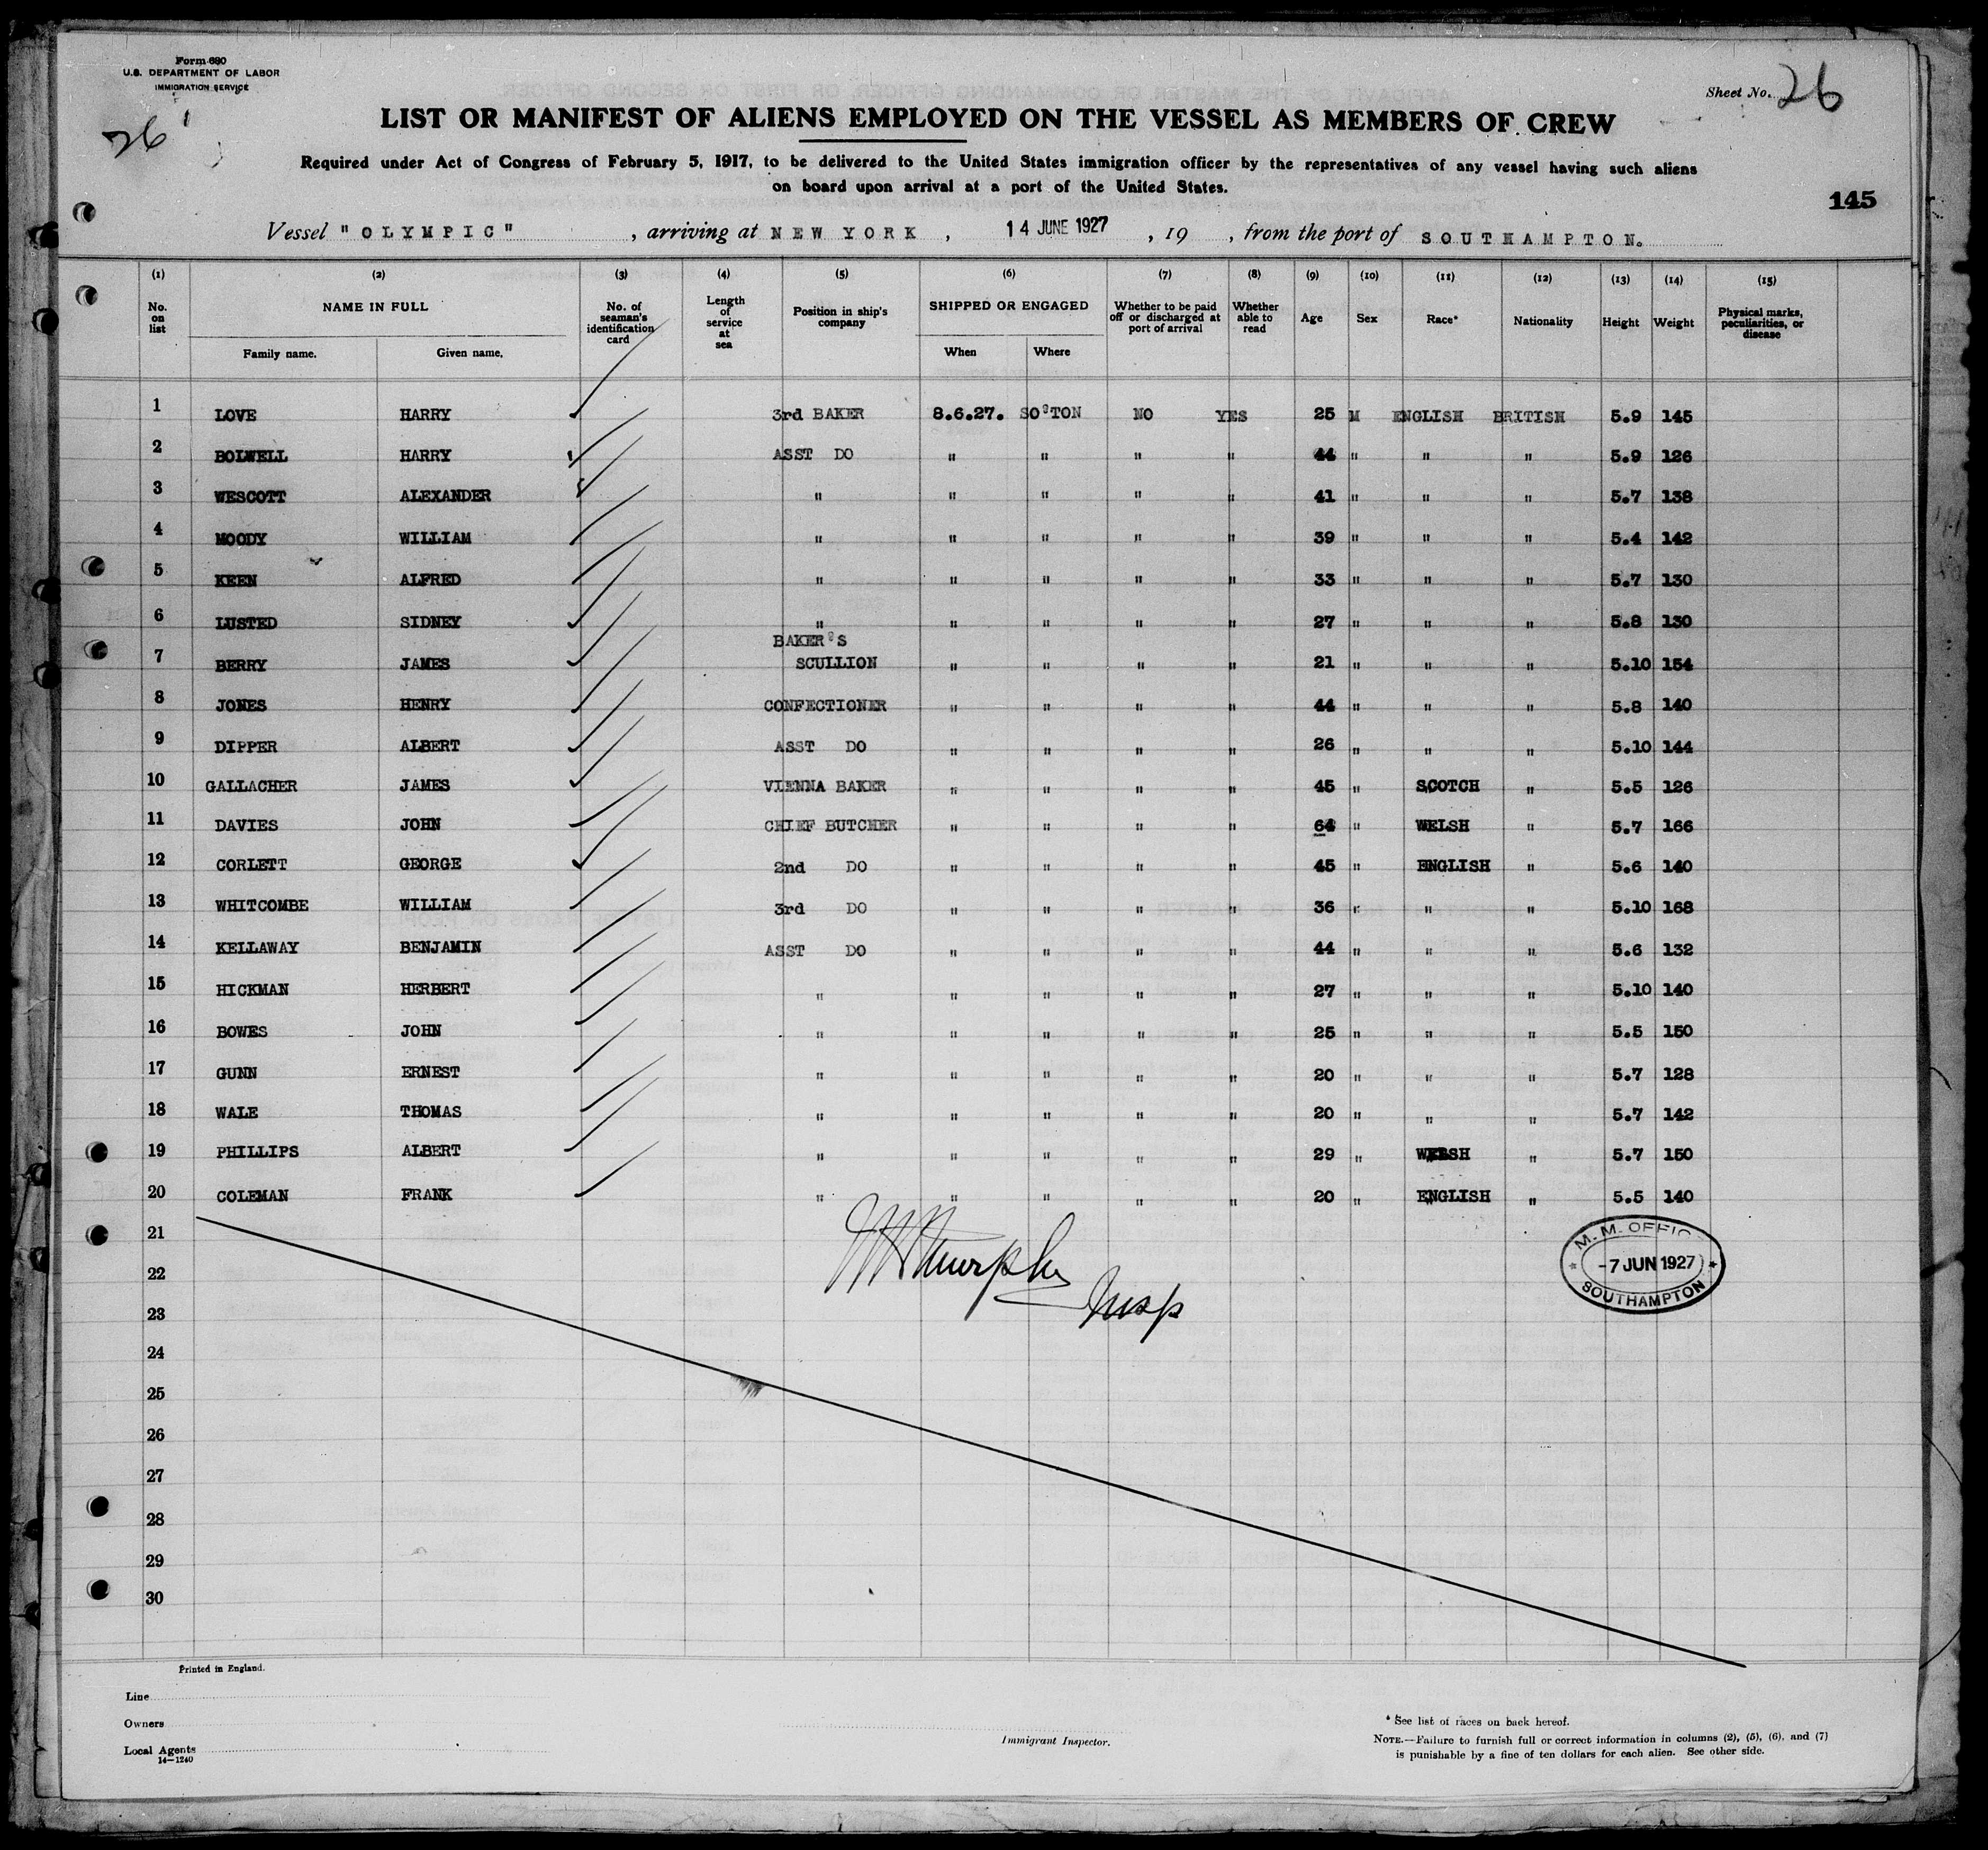 Form 680
U.S. DEPARTMENT OF LABOR
IMMIGRATION SERVICE
26
Sheet No. 26
LIST OR MANIFEST OF ALIENS EMPLOYED ON THE VESSEL AS MEMBERS OF CREW
Required under Act of Congress of February 5, 1917, to be delivered to the United States immigration officer by the representatives of any vessel having such aliens
on board upon arrival at a port of the United States.
145
Vessel "OLYMPIC", arriving at NEW YORK, 14 JUNE 1927, 19 , from the port of SOUTHAMPTON.
(1) (2) (3) (4) (5) (6) (7) (8) (9) (10) (11) (12) (13) (14) (15)
No. on list NAME IN FULL No. of seaman's identification card Length of service at sea Position in ship's company SHIPPED OR ENGAGED Whether to be paid off or discharged at port of arrival Whether able to read Age Sex Race* Nationality Height Weight Physical marks, peculiarities, or disease
Family name. Given name. When Where
1 LOVE HARRY 3rd BAKER 8.6.27. SO'TON NO YES 25 M ENGLISH BRITISH 5.9 145
2 BOLWELL HARRY ASST DO " " " " 44 " " " 5.9 126
3 WESCOTT ALEXANDER " " " " " 41 " " " 5.7 138
4 MOODY WILLIAM " " " " " 39 " " " 5.4 142
5 KEEN ALFRED " " " " " 33 " " " 5.7 130
6 LUSTED SIDNEY " " " " " 27 " " " 5.8 130
7 BERRY JAMES BAKER'S SCULLION " " " " 21 " " " 5.10 154
8 JONES HENRY CONFECTIONER " " " " 44 " " " 5.8 140
9 DIPPER ALBERT ASST DO " " " " 26 " " " 5.10 144
10 GALLACHER JAMES VIENNA BAKER " " " " 45 " SCOTCH " 5.5 126
11 DAVIES JOHN CHIEF BUTCHER " " " " 64 " WELSH " 5.7 166
12 CORLETT GEORGE 2nd DO " " " " 45 " ENGLISH " 5.6 140
13 WHITCOMBE WILLIAM 3rd DO " " " " 36 " " " 5.10 168
14 KELLAWAY BENJAMIN ASST DO " " " " 44 " " " 5.6 132
15 HICKMAN HERBERT " " " " " 27 " " " 5.10 140
16 BOWES JOHN " " " " " 25 " " " 5.5 150
17 GUNN ERNEST " " " " " 20 " " " 5.7 128
18 WALE THOMAS " " " " " 20 " " " 5.7 142
19 PHILLIPS ALBERT " " " " " 29 " WELSH " 5.7 150
20 COLEMAN FRANK " " " " " 20 " ENGLISH " 5.5 140
21
22
23
24
25
26
27
28
29
30
Murphy
Insp
M. M. OFFIC
-7 JUN 1927
SOUTHAMPTON
Printed in England.
Line
Owners
Local Agents
14-1240
Immigrant Inspector.
* See list of races on back hereof.
NOTE.—Failure to furnish full or correct information in columns (2), (5), (6), and (7)
is punishable by a fine of ten dollars for each alien. See other side.